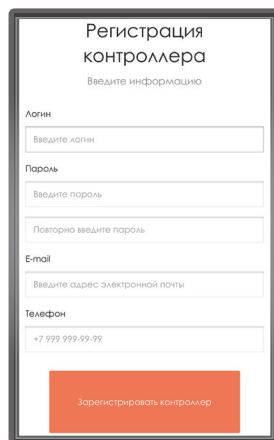 Регистрация
контроллера
Введите информацию
Логин
Введите логин
Пароль
Введите пароль
Повторно введите пароль
E-mail
Введите адрес электронной почты
Телефон
+7 999 999-99-99
Зарегистрировать контроллер